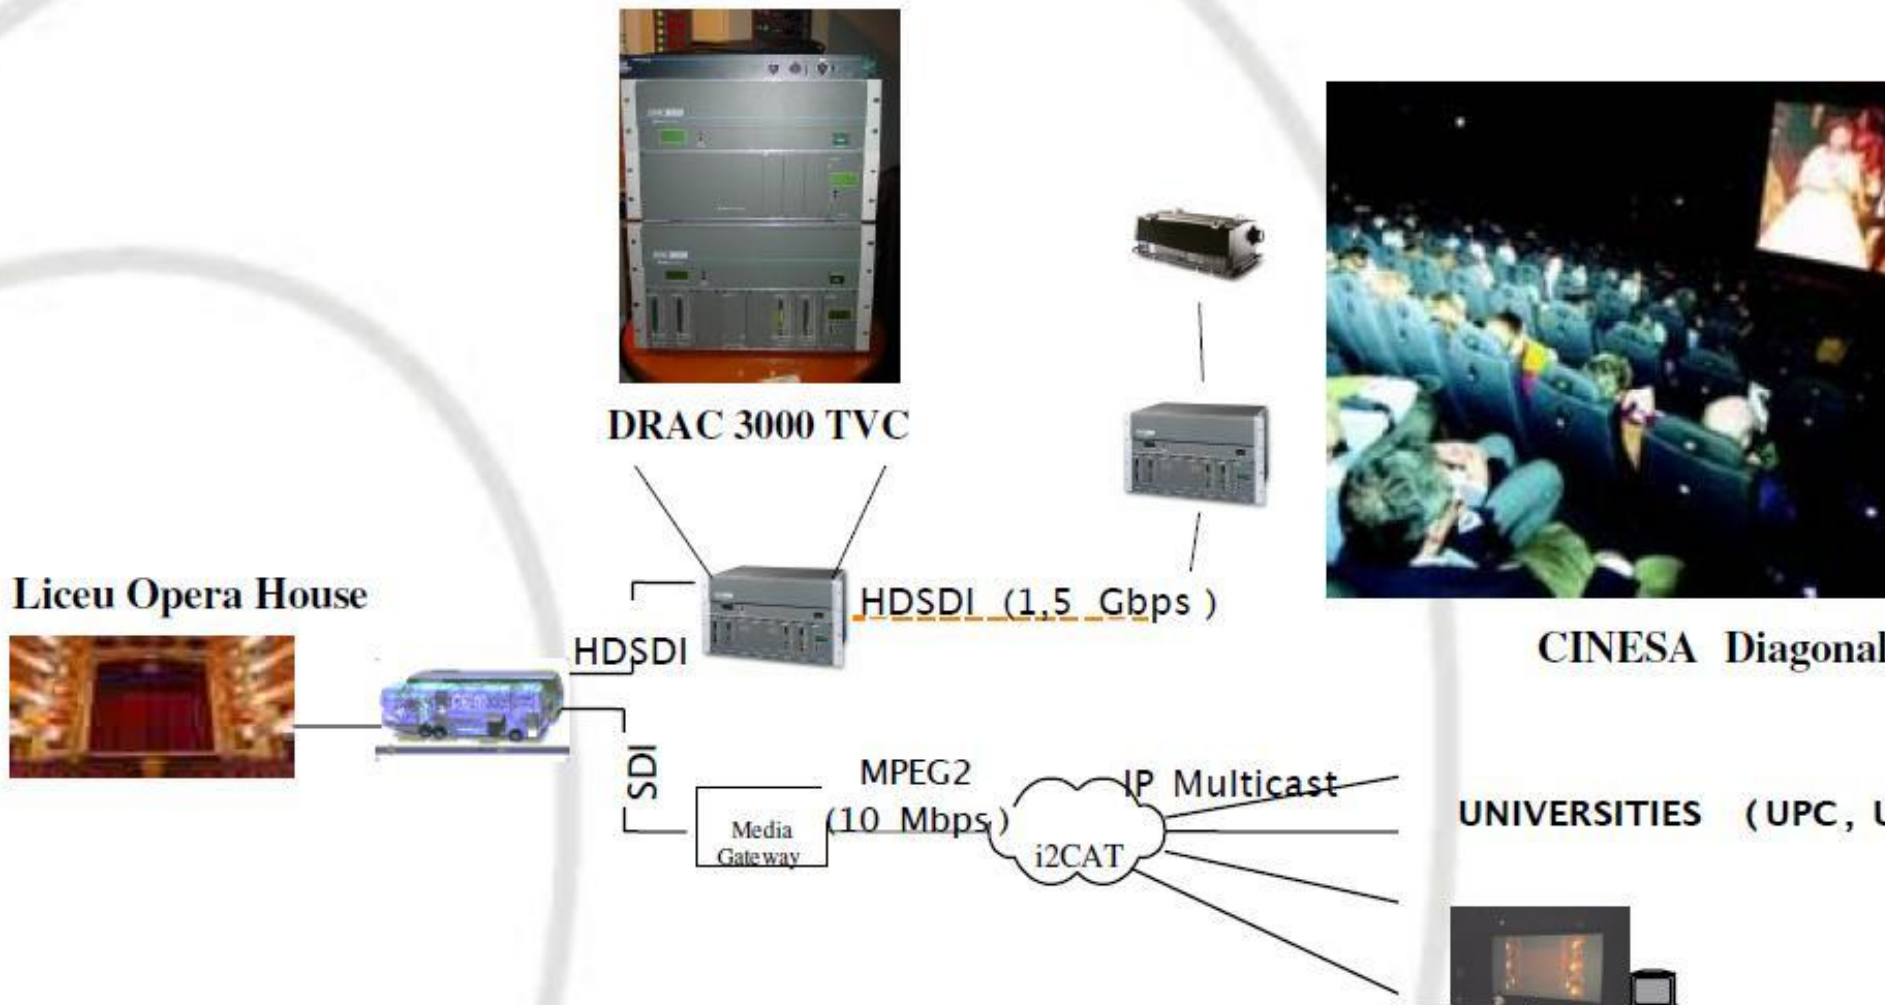 DRAC 3000 TVC
Liceu Opera House
HDSDI (1,5 Gbps)
HDSDI
CINESA Diagonal
SDI
MPEG2
(10 Mbps)
IP Multicast
Media
Gateway
i2CAT
UNIVERSITIES (UPC, U